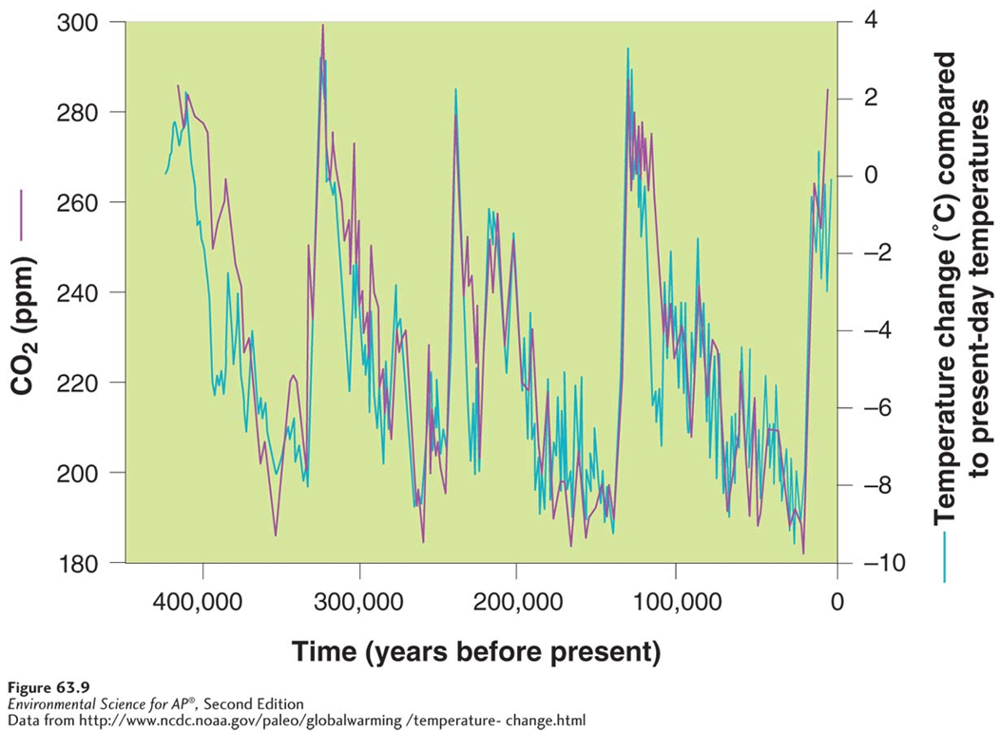 300
280
260
240
220
200
180
CO₂ (ppm)
4
2
0
–2
–4
–6
–8
–10
Temperature change (˚C) compared
to present-day temperatures
400,000 300,000 200,000 100,000 0
Time (years before present)
Figure 63.9
Environmental Science for AP®, Second Edition
Data from http://www.ncdc.noaa.gov/paleo/globalwarming /temperature- change.html